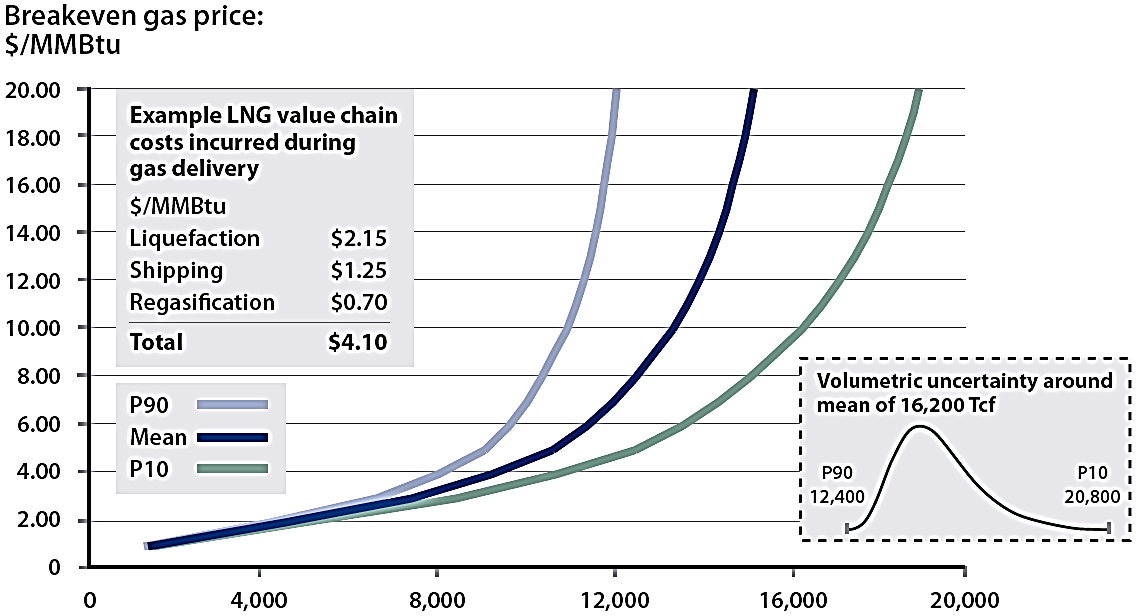 Breakeven gas price:
$/MMBtu
20.00
18.00
16.00
14.00
12.00
10.00
8.00
6.00
4.00
2.00
0
Example LNG value chain
costs incurred during
gas delivery
$/MMBtu
Liquefaction $2.15
Shipping $1.25
Regasification $0.70
Total $4.10
P90
Mean
P10
Volumetric uncertainty around
mean of 16,200 Tcf
P90 P10
12,400 20,800
0 4,000 8,000 12,000 16,000 20,000